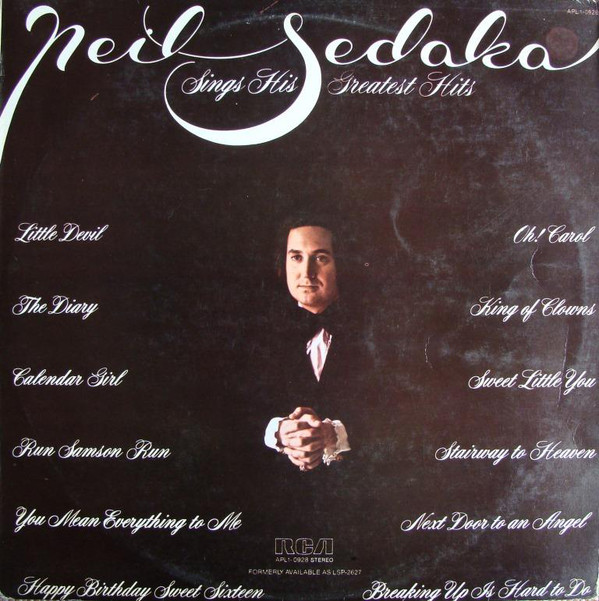 APL1-0928
Neil Sedaka
Sings His Greatest Hits
Little Devil
The Diary
Calendar Girl
Run Samson Run
You Mean Everything to Me
Happy Birthday Sweet Sixteen
Oh! Carol
King of Clowns
Sweet Little You
Stairway to Heaven
Next Door to an Angel
Breaking Up Is Hard to Do
RCA
APL1-0928 STEREO
FORMERLY AVAILABLE AS LSP-2627